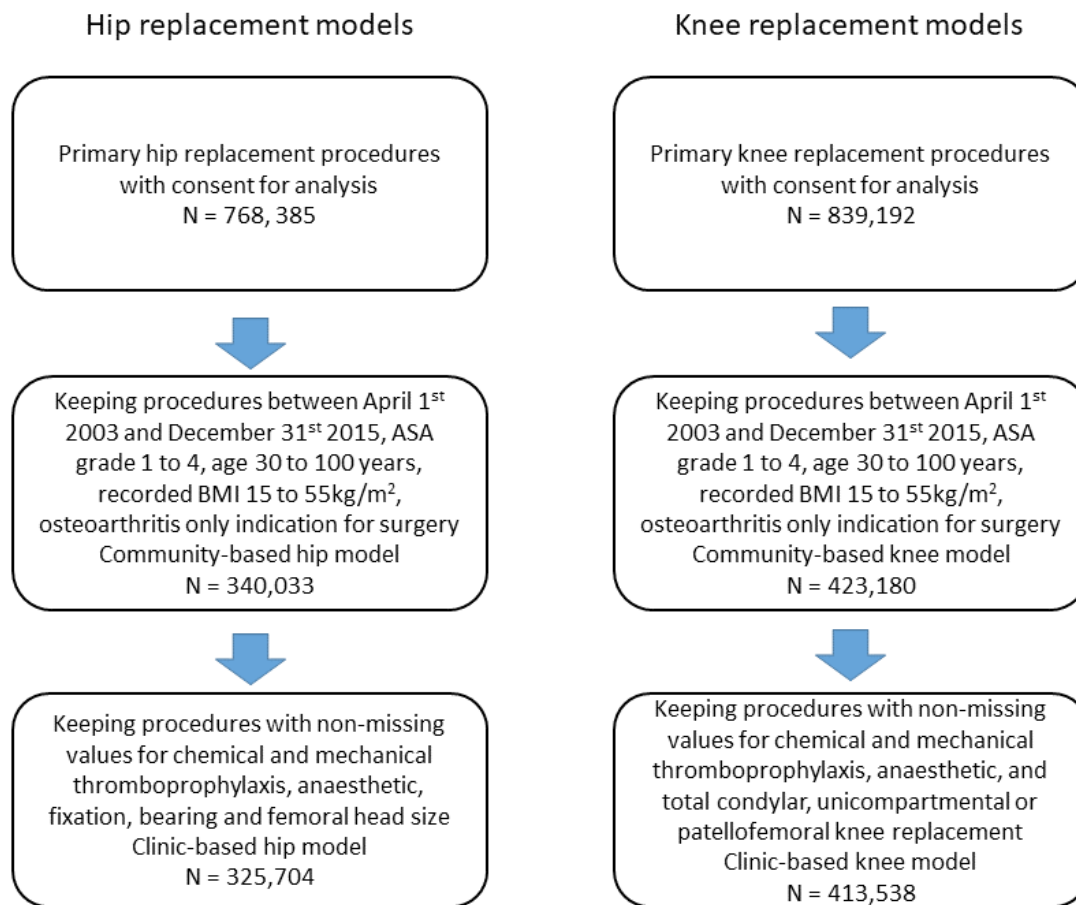 Hip replacement models
Primary hip replacement procedures
with consent for analysis
N = 768, 385
Keeping procedures between April 1st
2003 and December 31st 2015, ASA
grade 1 to 4, age 30 to 100 years,
recorded BMI 15 to 55kg/m²,
osteoarthritis only indication for surgery
Community-based hip model
N = 340,033
Keeping procedures with non-missing
values for chemical and mechanical
thromboprophylaxis, anaesthetic,
fixation, bearing and femoral head size
Clinic-based hip model
N = 325,704
Knee replacement models
Primary knee replacement procedures
with consent for analysis
N = 839,192
Keeping procedures between April 1st
2003 and December 31st 2015, ASA
grade 1 to 4, age 30 to 100 years,
recorded BMI 15 to 55kg/m²,
osteoarthritis only indication for surgery
Community-based knee model
N = 423,180
Keeping procedures with non-missing
values for chemical and mechanical
thromboprophylaxis, anaesthetic, and
total condylar, unicompartmental or
patellofemoral knee replacement
Clinic-based knee model
N = 413,538